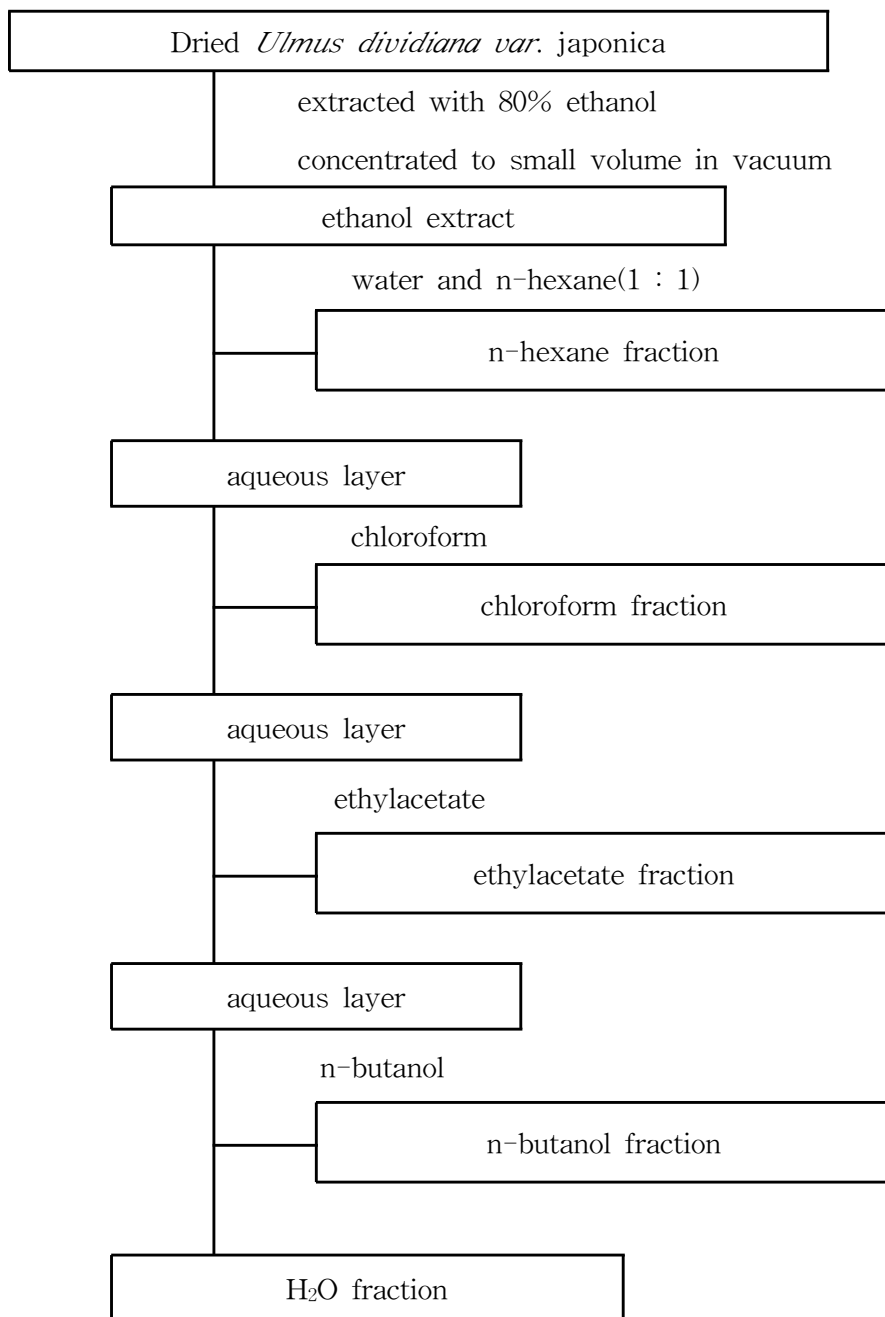 Dried Ulmus dividiana var. japonica
extracted with 80% ethanol
concentrated to small volume in vacuum
ethanol extract
water and n-hexane(1 : 1)
n-hexane fraction
aqueous layer
chloroform
chloroform fraction
aqueous layer
ethylacetate
ethylacetate fraction
aqueous layer
n-butanol
n-butanol fraction
H₂O fraction